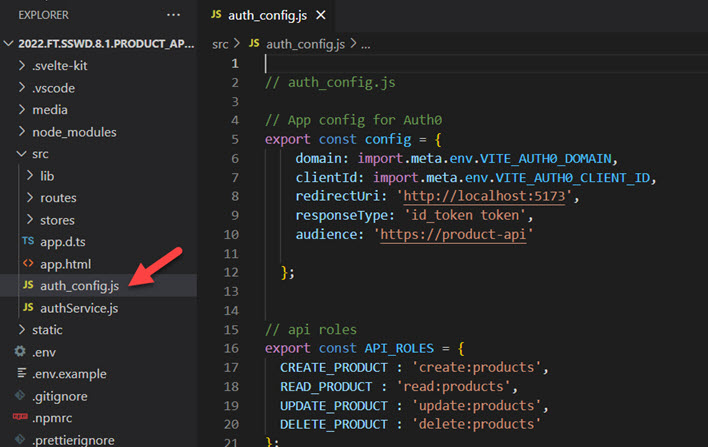 EXPLORER
···
2022.FT.SSWD.8.1.PRODUCT_AP...
.svelte-kit
.vscode
media
node_modules
src
lib
routes
stores
TS app.d.ts
<> app.html
JS auth_config.js
JS authService.js
static
.env
.env.example
.gitignore
npm .npmrc
.prettierignore
JS auth_config.js ×
src > JS auth_config.js > ...
1
2 // auth_config.js
3
4 // App config for Auth0
5 export const config = {
6 domain: import.meta.env.VITE_AUTH0_DOMAIN,
7 clientId: import.meta.env.VITE_AUTH0_CLIENT_ID,
8 redirectUri: 'http://localhost:5173',
9 responseType: 'id_token token',
10 audience: 'https://product-api'
11
12 };
13
14
15 // api roles
16 export const API_ROLES = {
17 CREATE_PRODUCT : 'create:products',
18 READ_PRODUCT : 'read:products',
19 UPDATE_PRODUCT : 'update:products',
20 DELETE_PRODUCT : 'delete:products'
21 };